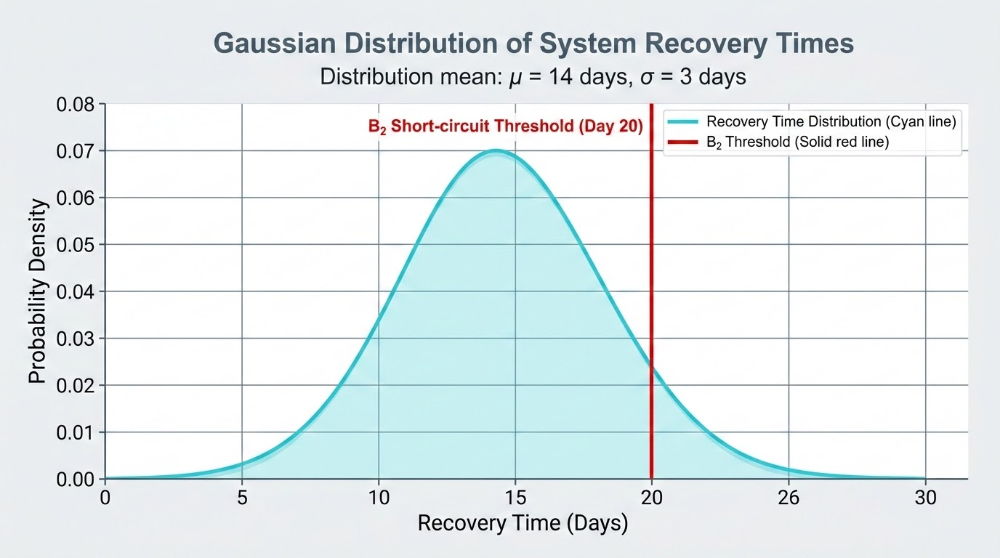 Gaussian Distribution of System Recovery Times
Distribution mean: μ = 14 days, σ = 3 days
B₂ Short-circuit Threshold (Day 20)
Recovery Time Distribution (Cyan line)
B₂ Threshold (Solid red line)
Probability Density
0.08
0.07
0.06
0.05
0.04
0.03
0.02
0.01
0.00
0 5 10 15 20 26 30
Recovery Time (Days)